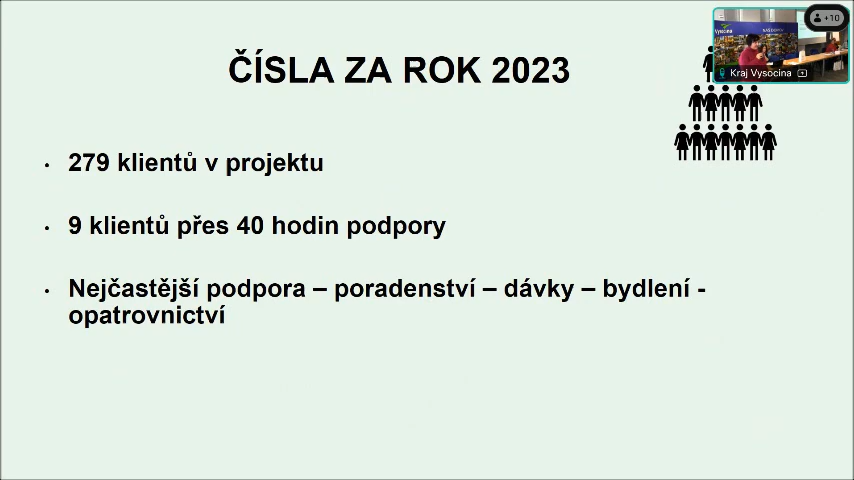 ČÍSLA ZA ROK 2023
+10
Vysočina
Kraj Vysocina
• 279 klientů v projektu
• 9 klientů přes 40 hodin podpory
• Nejčastější podpora – poradenství – dávky – bydlení -
opatrovnictví